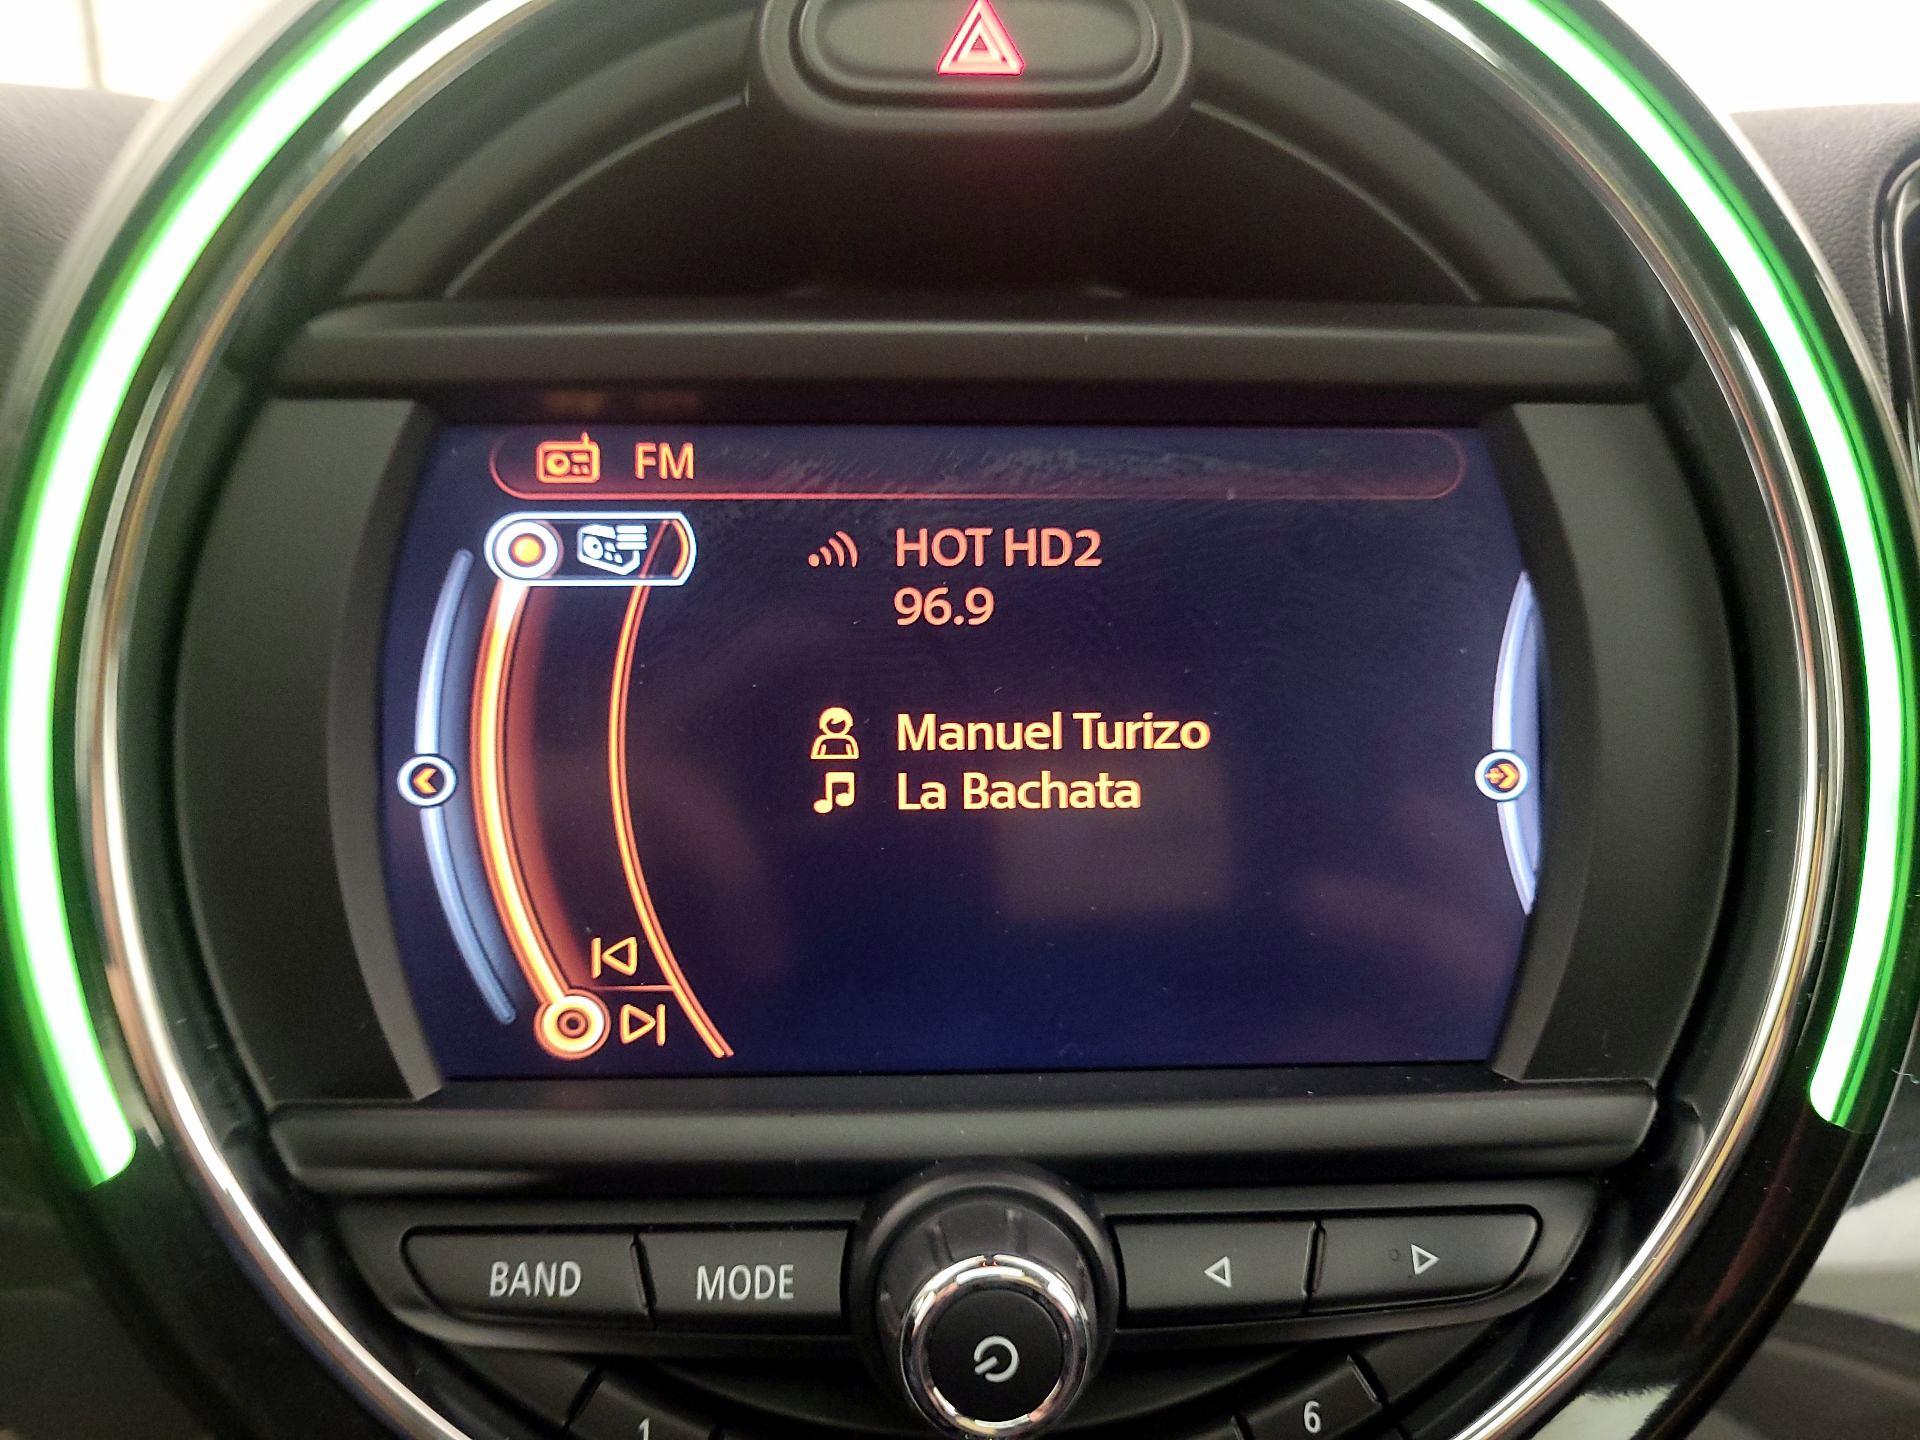 FM
HOT HD2
96.9
Manuel Turizo
La Bachata
BAND
MODE
1
6